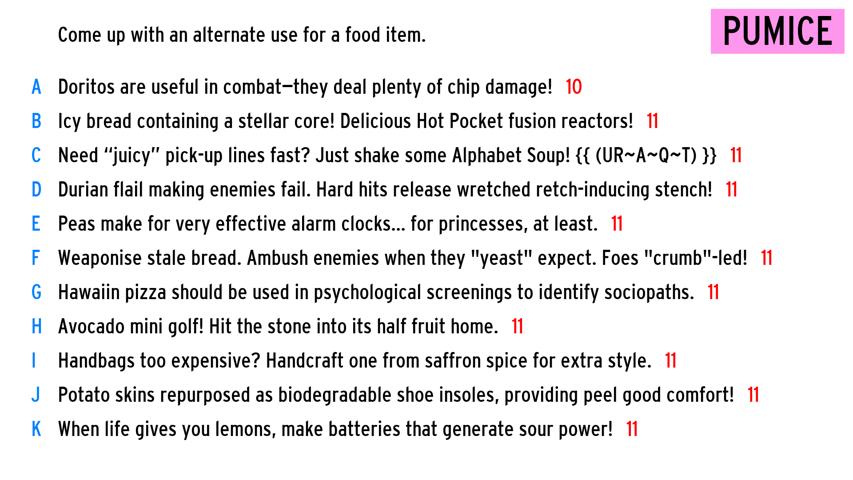 Come up with an alternate use for a food item.
PUMICE
A Doritos are useful in combat—they deal plenty of chip damage! 10
B Icy bread containing a stellar core! Delicious Hot Pocket fusion reactors! 11
C Need “juicy” pick-up lines fast? Just shake some Alphabet Soup! {{ (UR~A~Q~T) }} 11
D Durian flail making enemies fail. Hard hits release wretched retch-inducing stench! 11
E Peas make for very effective alarm clocks... for princesses, at least. 11
F Weaponise stale bread. Ambush enemies when they "yeast" expect. Foes "crumb"-led! 11
G Hawaiin pizza should be used in psychological screenings to identify sociopaths. 11
H Avocado mini golf! Hit the stone into its half fruit home. 11
I Handbags too expensive? Handcraft one from saffron spice for extra style. 11
J Potato skins repurposed as biodegradable shoe insoles, providing peel good comfort! 11
K When life gives you lemons, make batteries that generate sour power! 11